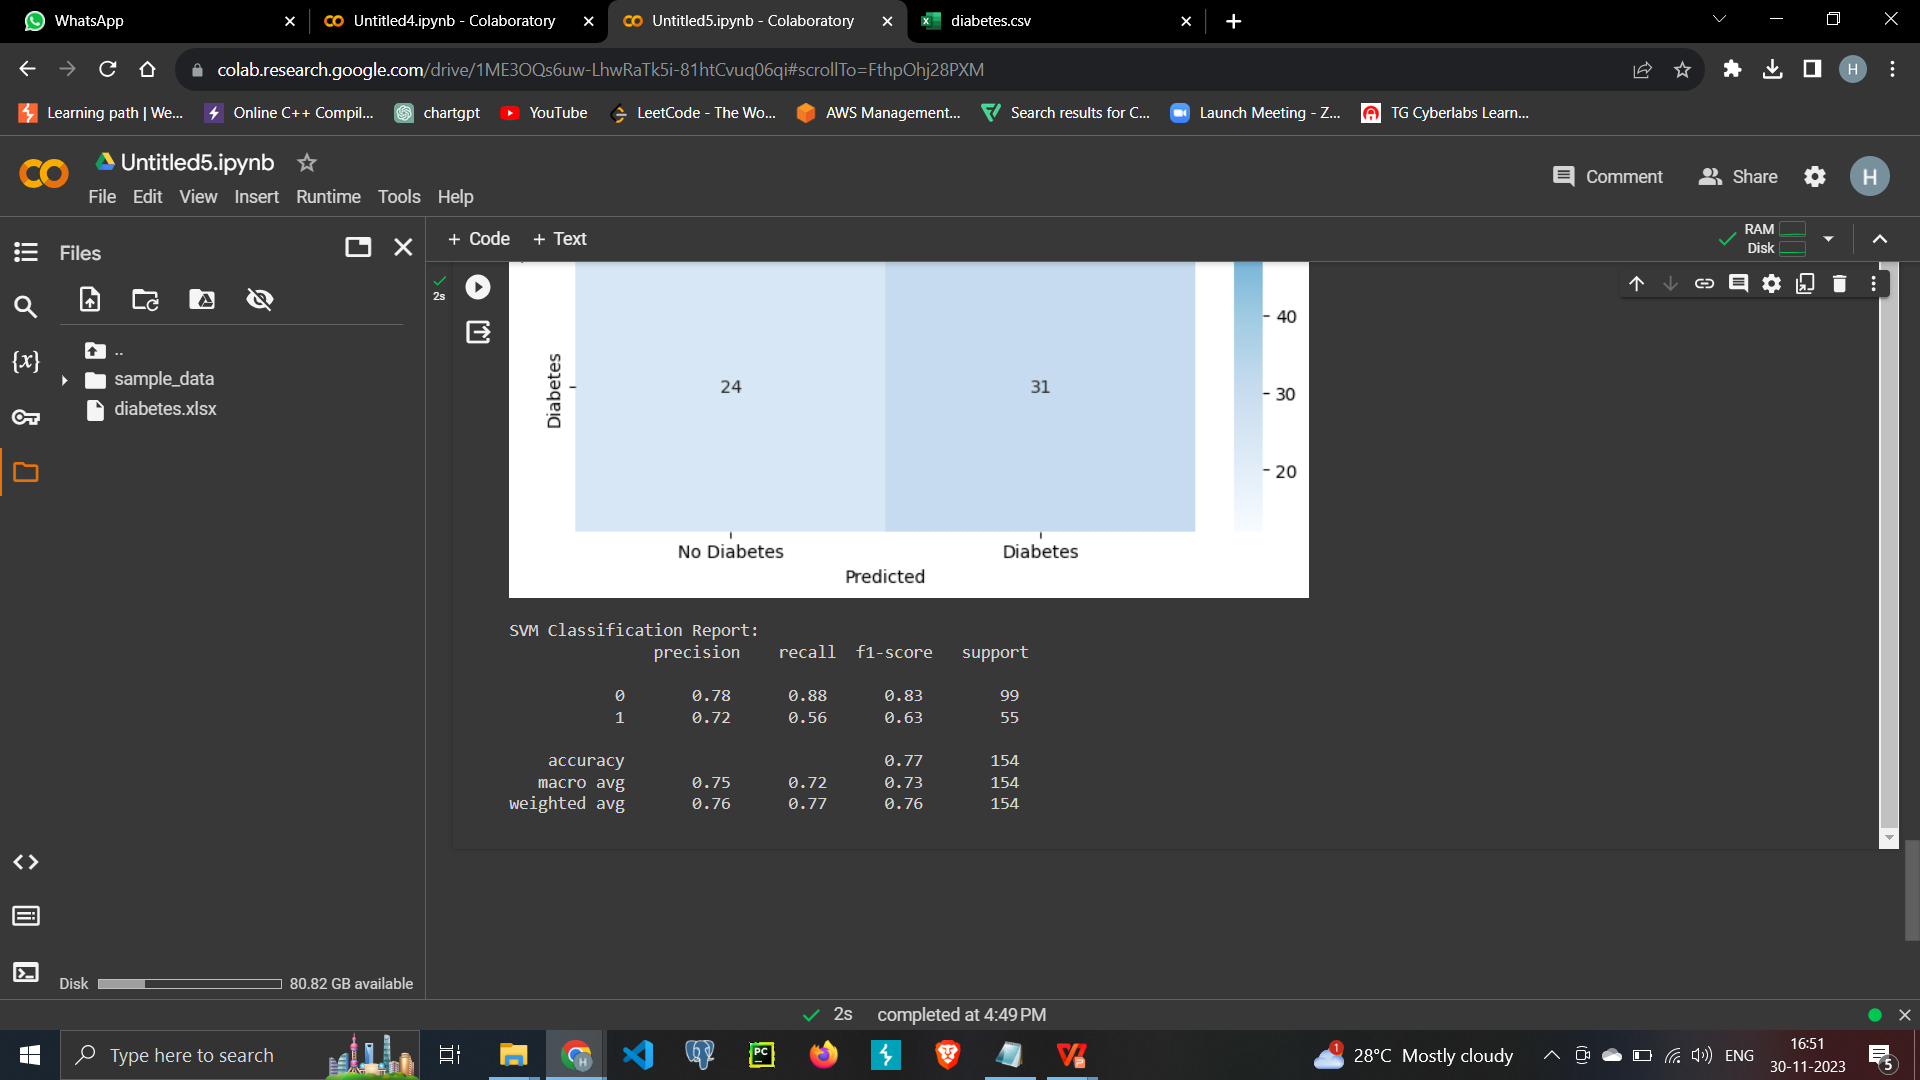 WhatsApp
Untitled4.ipynb - Colaboratory
Untitled5.ipynb - Colaboratory
diabetes.csv
colab.research.google.com/drive/1ME3OQs6uw-LhwRaTk5i-81htCvuq06qi#scrollTo=FthpOhj28PXM
H
Learning path | We...
Online C++ Compil...
chartgpt
YouTube
LeetCode - The Wo...
AWS Management...
Search results for C...
Launch Meeting - Z...
TG Cyberlabs Learn...
Untitled5.ipynb
Comment
Share
H
File Edit View Insert Runtime Tools Help
Files
+ Code + Text
RAM
Disk
2s
..
sample_data
diabetes.xlsx
{x}
40
30
20
Diabetes
24 31
No Diabetes Diabetes
Predicted
SVM Classification Report:
precision recall f1-score support
0 0.78 0.88 0.83 99
1 0.72 0.56 0.63 55
accuracy 0.77 154
macro avg 0.75 0.72 0.73 154
weighted avg 0.76 0.77 0.76 154
Disk 80.82 GB available
2s completed at 4:49 PM
Type here to search
PC
1
28°C Mostly cloudy
ENG
16:51
30-11-2023
5